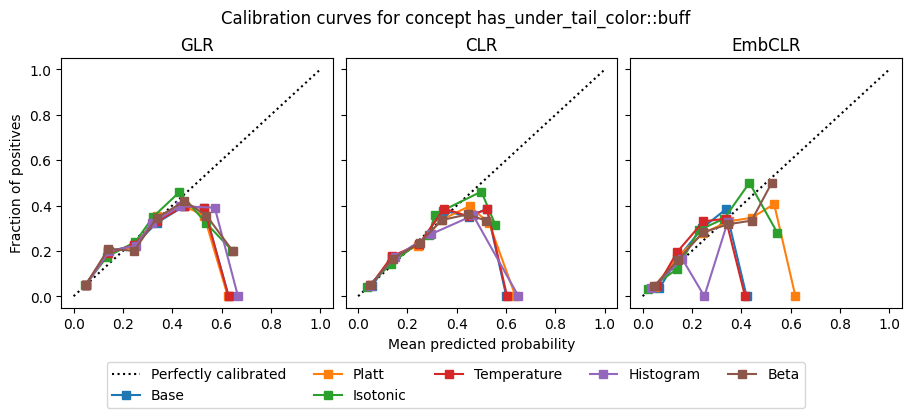 Calibration curves for concept has_under_tail_color::buff
GLR
CLR
EmbCLR
Fraction of positives
1.0
0.8
0.6
0.4
0.2
0.0
0.0 0.2 0.4 0.6 0.8 1.0
0.0 0.2 0.4 0.6 0.8 1.0
0.0 0.2 0.4 0.6 0.8 1.0
Mean predicted probability
Perfectly calibrated
Base
Platt
Isotonic
Temperature
Histogram
Beta